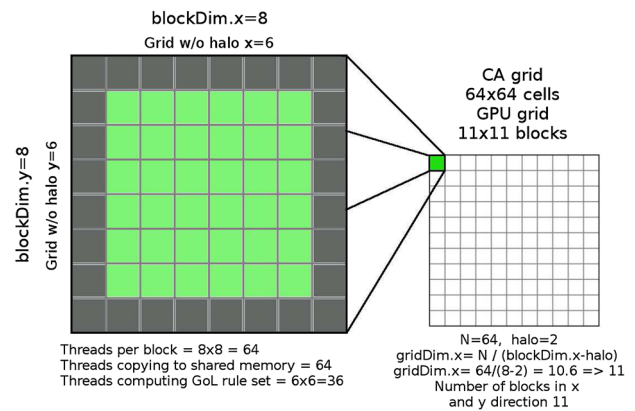 blockDim.x=8
Grid w/o halo x=6
blockDim.y=8
Grid w/o halo y=6
CA grid
64x64 cells
GPU grid
11x11 blocks
Threads per block = 8x8 = 64
Threads copying to shared memory = 64
Threads computing GoL rule set = 6x6=36
N=64, halo=2
gridDim.x= N / (blockDim.x-halo)
gridDim.x= 64/(8-2) = 10.6 => 11
Number of blocks in x
and y direction 11